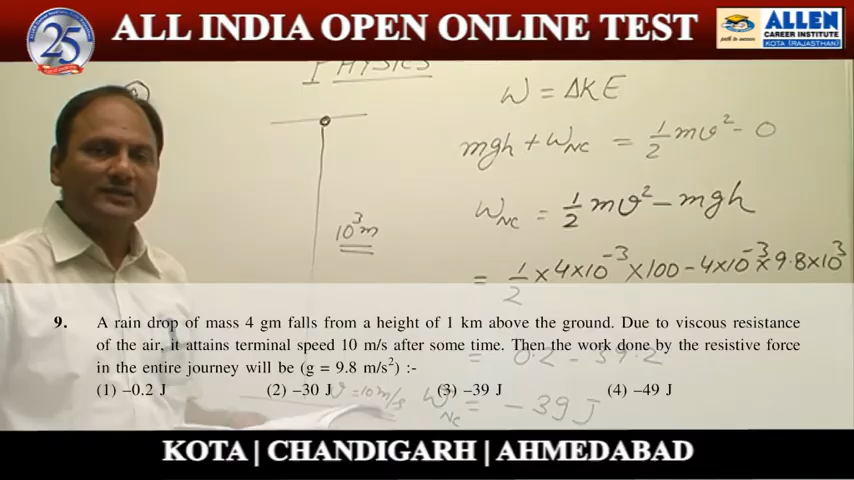 25
ALL INDIA OPEN ONLINE TEST
ALLEN
CAREER INSTITUTE
KOTA (RAJASTHAN)
path to success
PHYSICS
W = ΔKE
mgh + W_NC = 1/2 mv² - 0
W_NC = 1/2 mv² - mgh
10³m
= 1/2 × 4×10⁻³ × 100 - 4×10⁻³ × 9.8×10³
9. A rain drop of mass 4 gm falls from a height of 1 km above the ground. Due to viscous resistance
of the air, it attains terminal speed 10 m/s after some time. Then the work done by the resistive force
in the entire journey will be (g = 9.8 m/s²) :-
= 0.2 - 39.2
(1) –0.2 J (2) –30 J (3) –39 J (4) –49 J
v = 10m/s
W_NC = - 39 J
KOTA | CHANDIGARH | AHMEDABAD